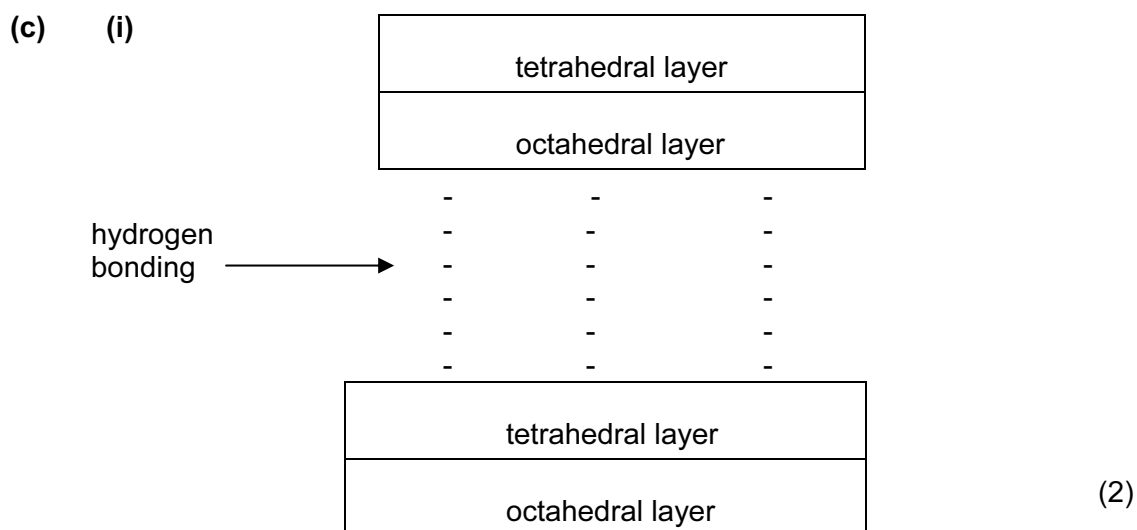 (c) (i)
tetrahedral layer
octahedral layer
- - -
- - -
hydrogen
bonding
- - -
- - -
- - -
- - -
tetrahedral layer
octahedral layer
(2)